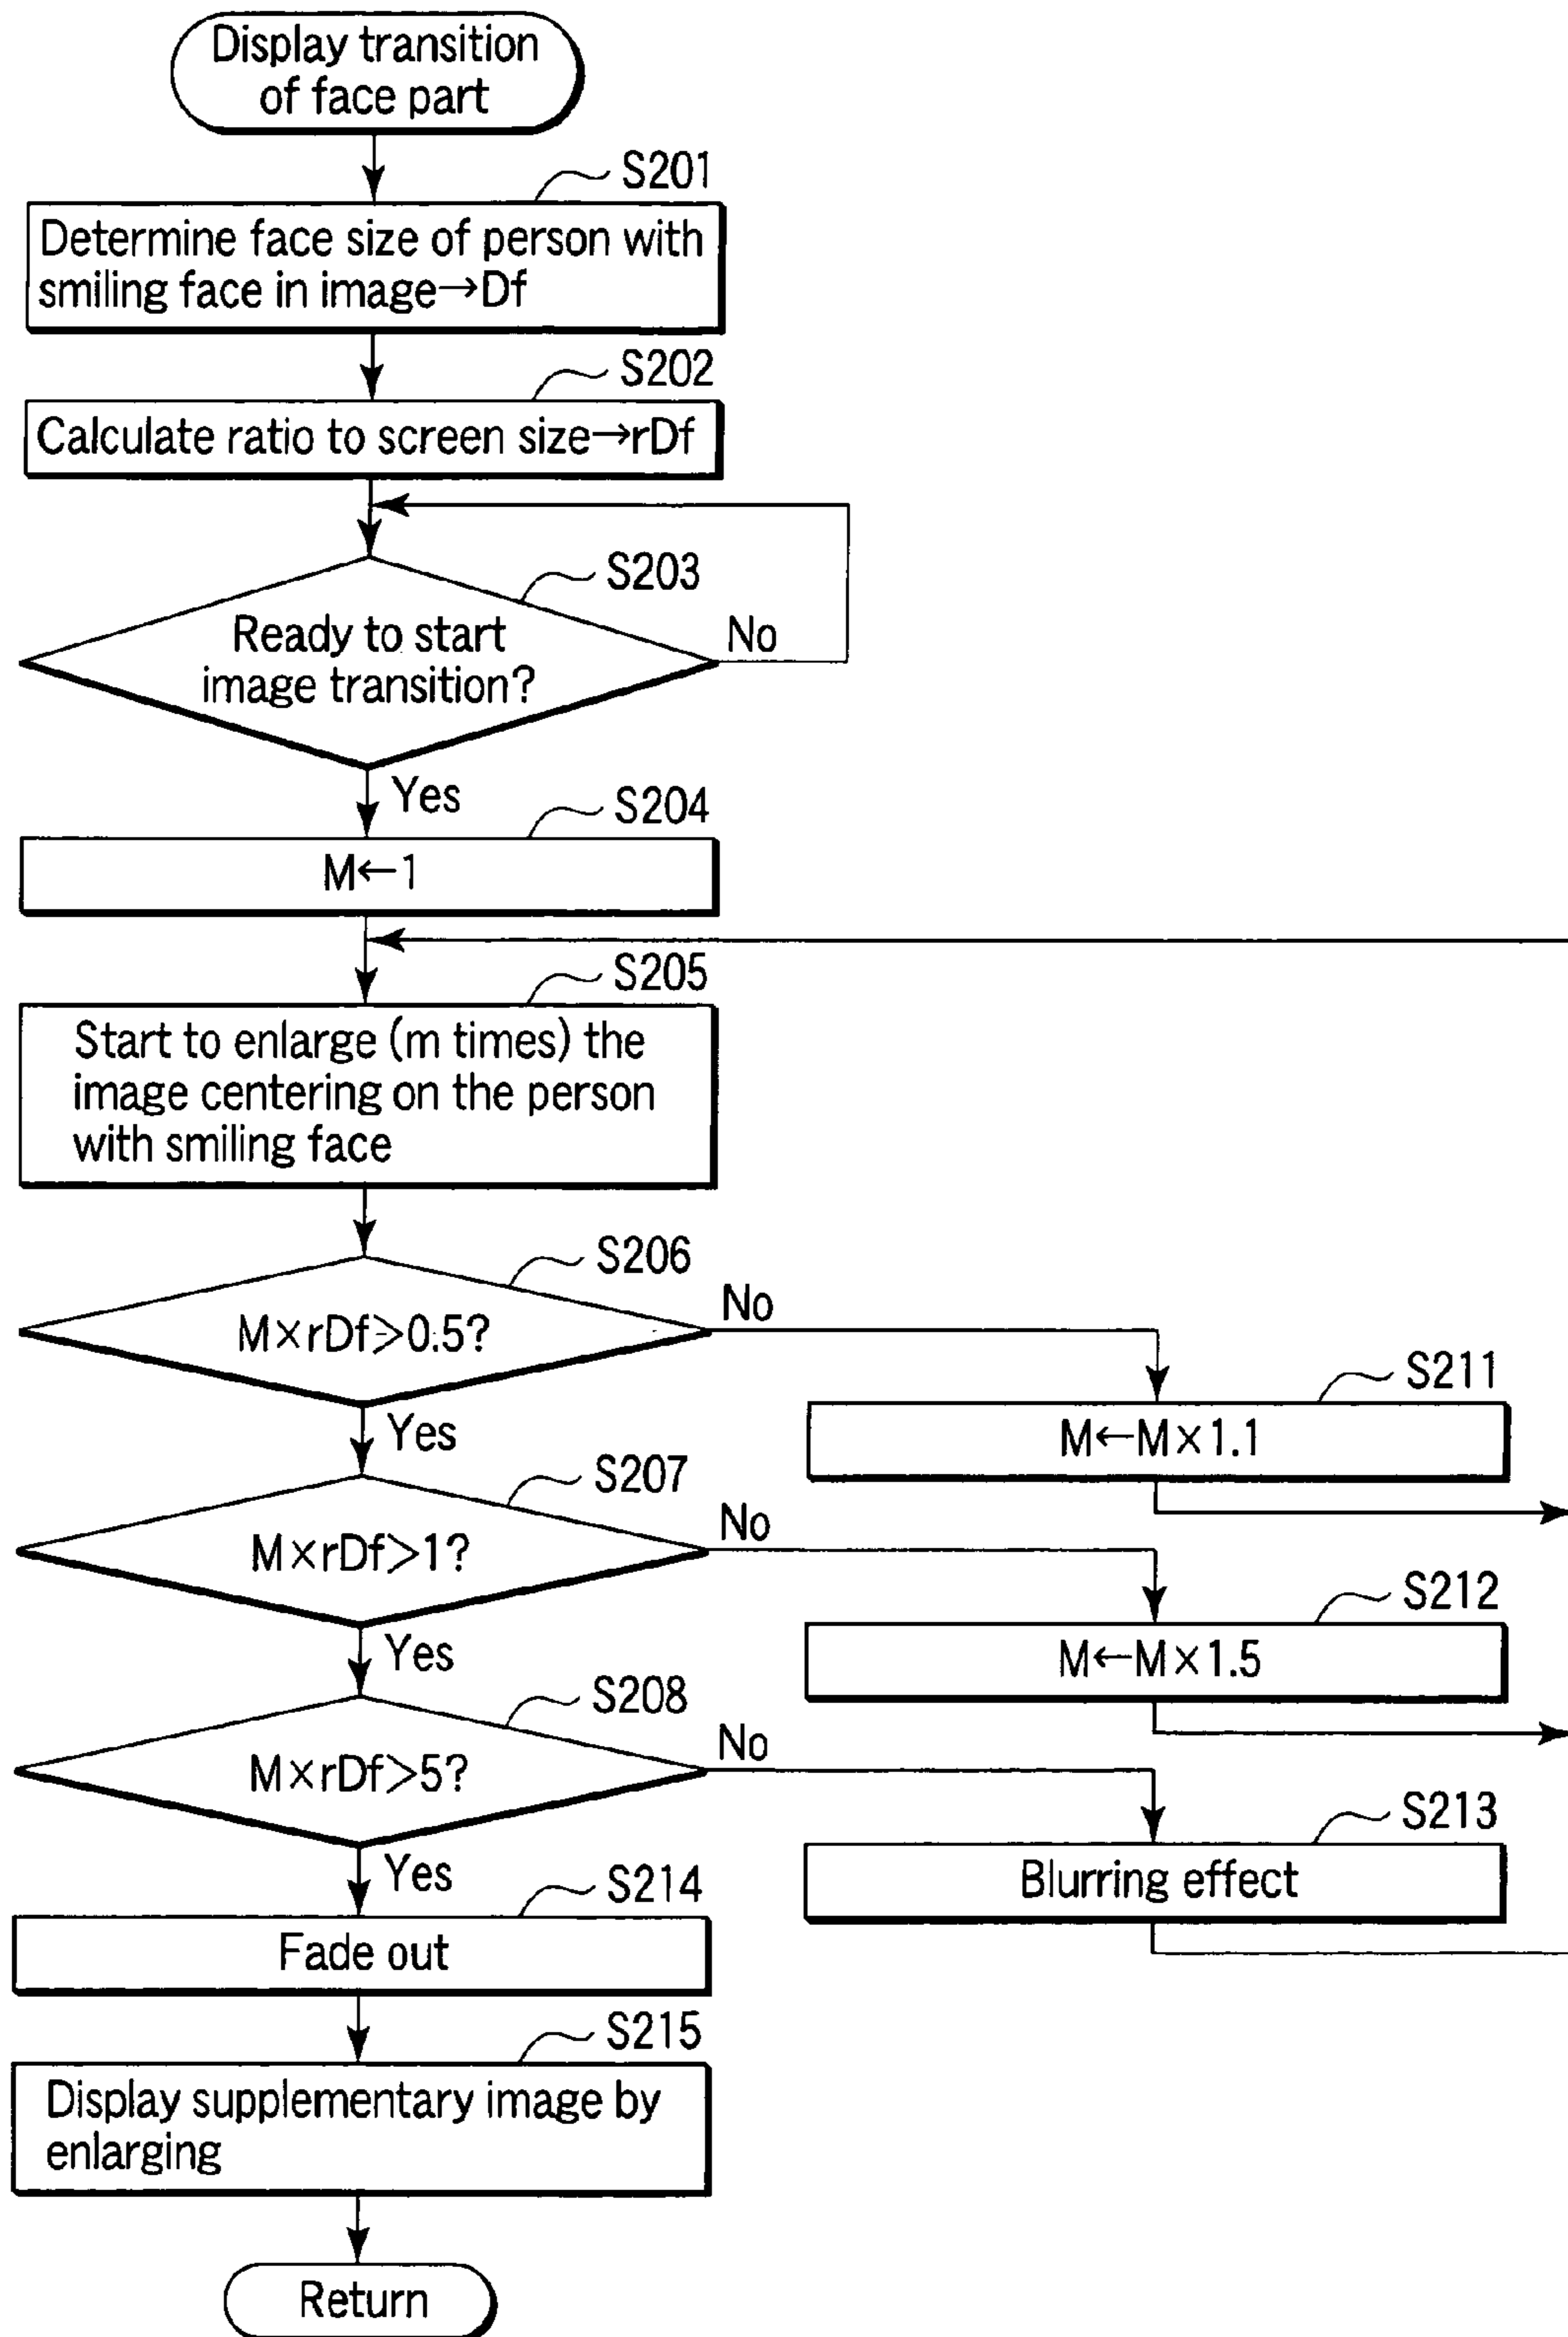 Display transition
of face part
S201
Determine face size of person with
smiling face in image→Df
S202
Calculate ratio to screen size→rDf
S203
Ready to start
image transition?
No
Yes
S204
M←1
S205
Start to enlarge (m times) the
image centering on the person
with smiling face
S206
M×rDf>0.5?
No
Yes
S211
M←M×1.1
S207
M×rDf>1?
No
Yes
S212
M←M×1.5
S208
M×rDf>5?
No
Yes
S213
Blurring effect
S214
Fade out
S215
Display supplementary image by
enlarging
Return